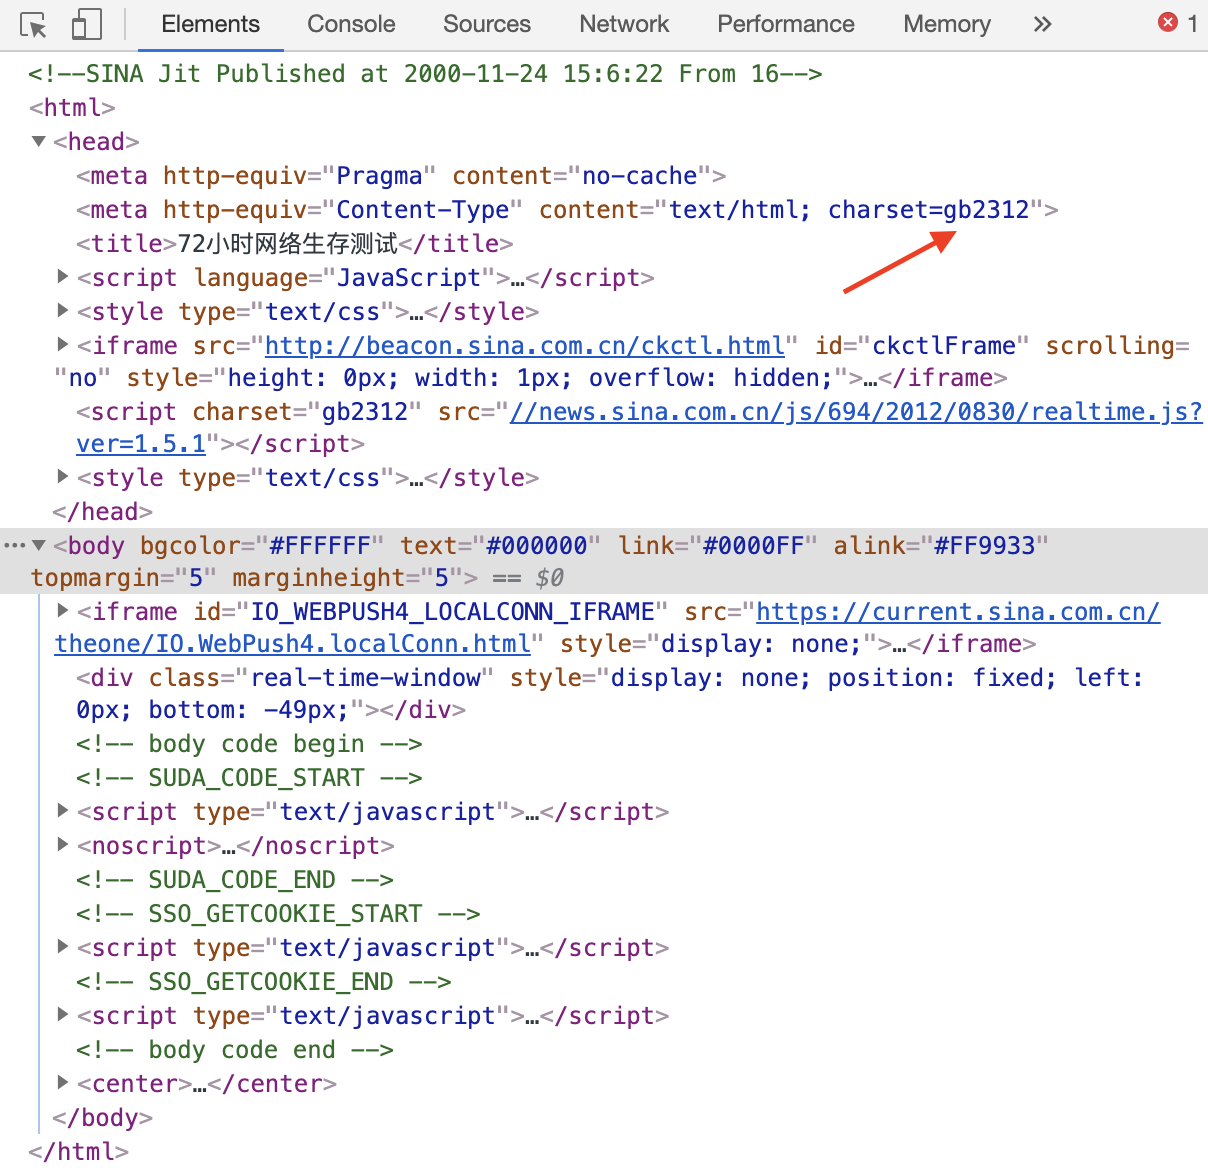 Elements Console Sources Network Performance Memory » 1
<!--SINA Jit Published at 2000-11-24 15:6:22 From 16-->
<html>
<head>
<meta http-equiv="Pragma" content="no-cache">
<meta http-equiv="Content-Type" content="text/html; charset=gb2312">
<title>72小时网络生存测试</title>
<script language="JavaScript">…</script>
<style type="text/css">…</style>
<iframe src="http://beacon.sina.com.cn/ckctl.html" id="ckctlFrame" scrolling=
"no" style="height: 0px; width: 1px; overflow: hidden;">…</iframe>
<script charset="gb2312" src="//news.sina.com.cn/js/694/2012/0830/realtime.js?
ver=1.5.1"></script>
<style type="text/css">…</style>
</head>
<body bgcolor="#FFFFFF" text="#000000" link="#0000FF" alink="#FF9933"
topmargin="5" marginheight="5"> == $0
<iframe id="IO_WEBPUSH4_LOCALCONN_IFRAME" src="https://current.sina.com.cn/
theone/IO.WebPush4.localConn.html" style="display: none;">…</iframe>
<div class="real-time-window" style="display: none; position: fixed; left:
0px; bottom: -49px;"></div>
<!-- body code begin -->
<!-- SUDA_CODE_START -->
<script type="text/javascript">…</script>
<noscript>…</noscript>
<!-- SUDA_CODE_END -->
<!-- SSO_GETCOOKIE_START -->
<script type="text/javascript">…</script>
<!-- SSO_GETCOOKIE_END -->
<script type="text/javascript">…</script>
<!-- body code end -->
<center>…</center>
</body>
</html>